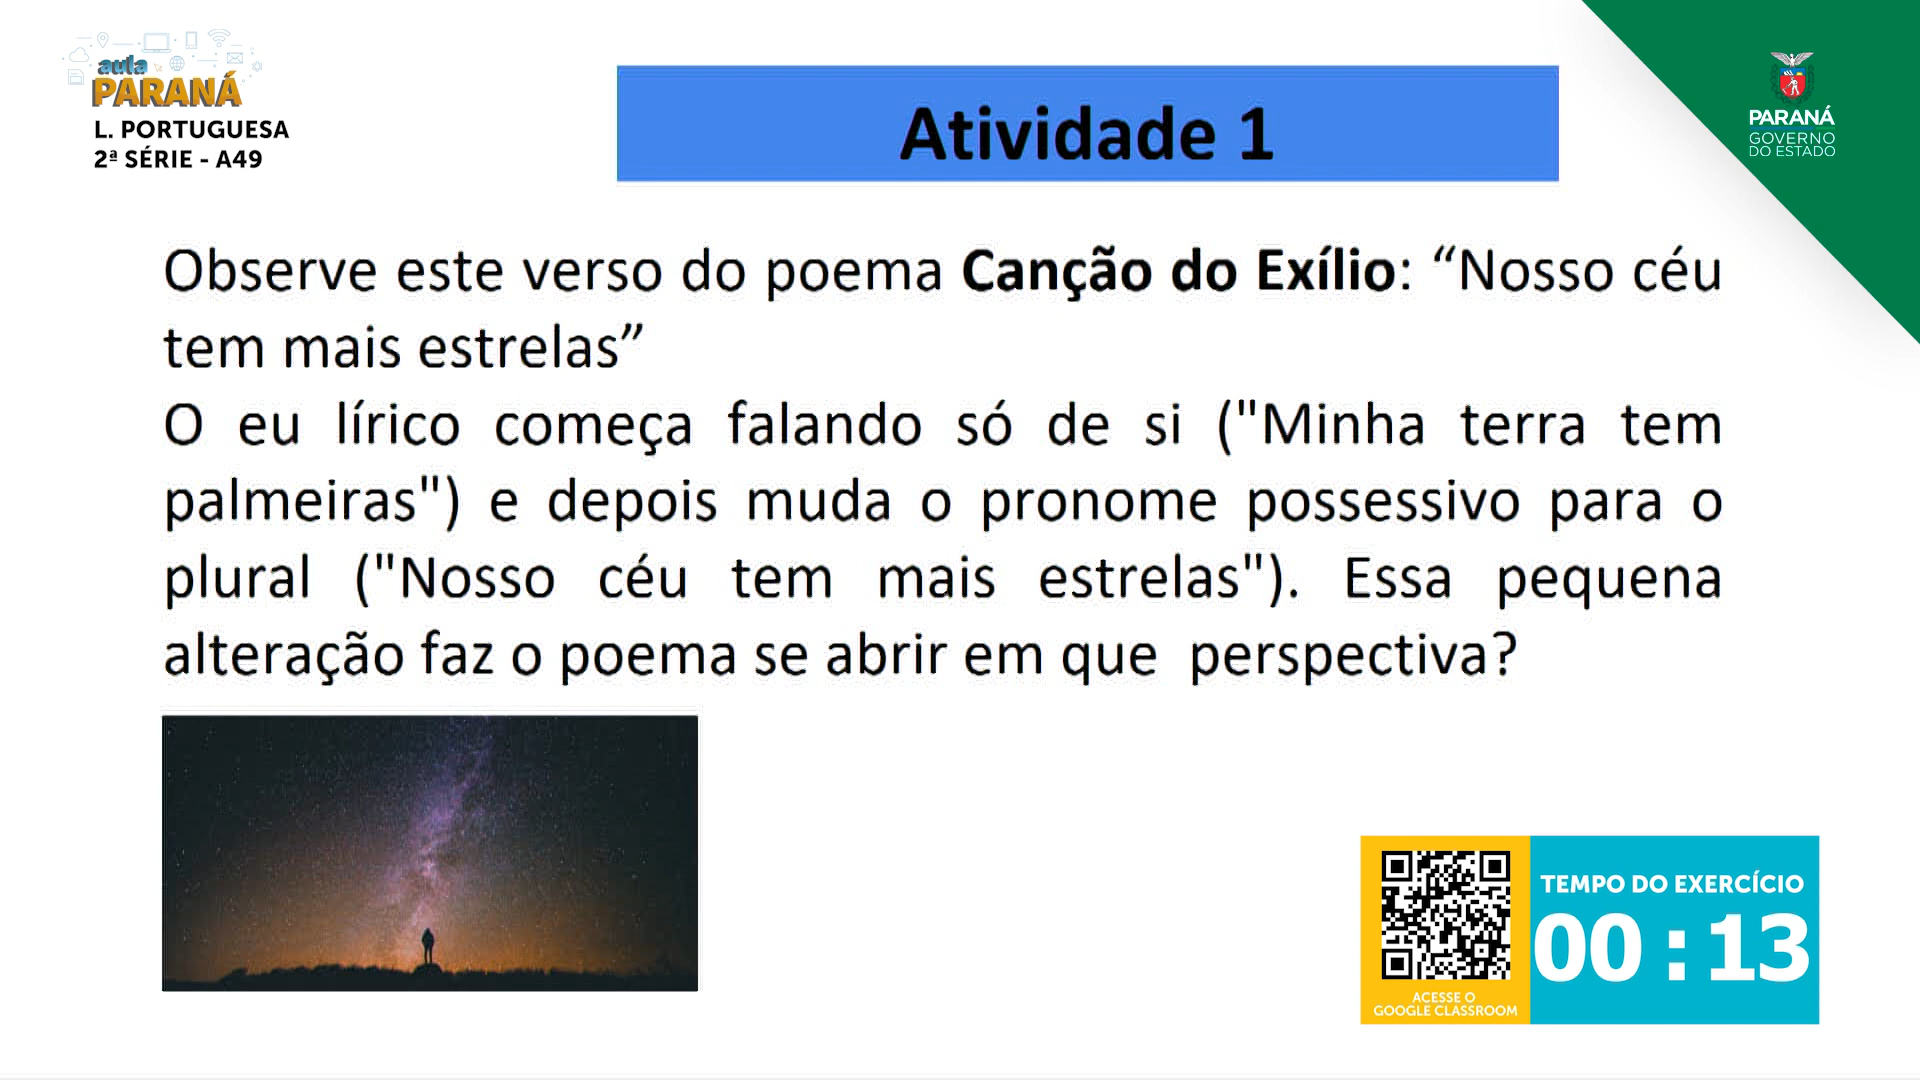 aula
PARANÁ
L. PORTUGUESA
2ª SÉRIE - A49
Atividade 1
PARANÁ
GOVERNO
DO ESTADO
Observe este verso do poema Canção do Exílio: “Nosso céu
tem mais estrelas”
O eu lírico começa falando só de si ("Minha terra tem
palmeiras") e depois muda o pronome possessivo para o
plural ("Nosso céu tem mais estrelas"). Essa pequena
alteração faz o poema se abrir em que  perspectiva?
TEMPO DO EXERCÍCIO
00 : 13
ACESSE O
GOOGLE CLASSROOM